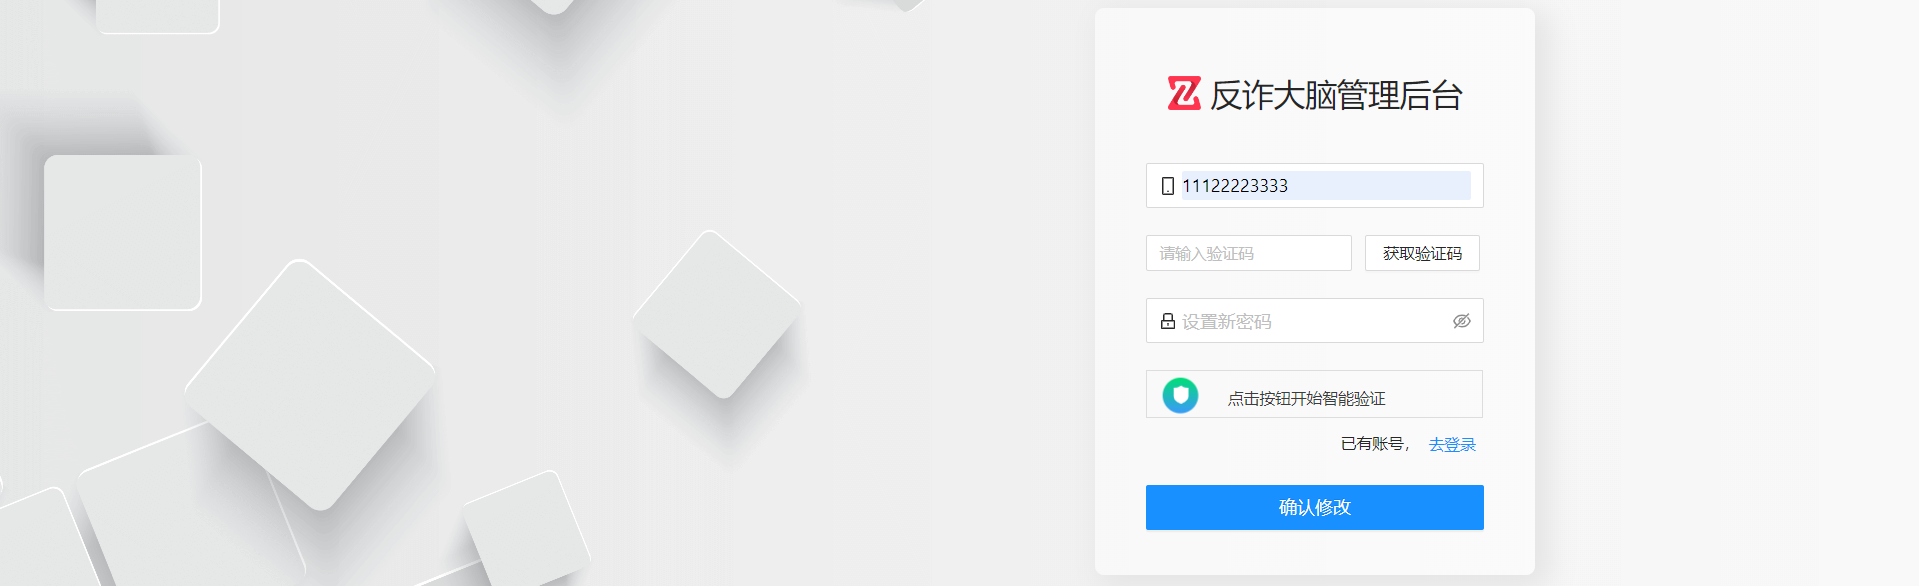 反诈大脑管理后台
11122223333
请输入验证码 获取验证码
设置新密码
点击按钮开始智能验证
已有账号， 去登录
确认修改